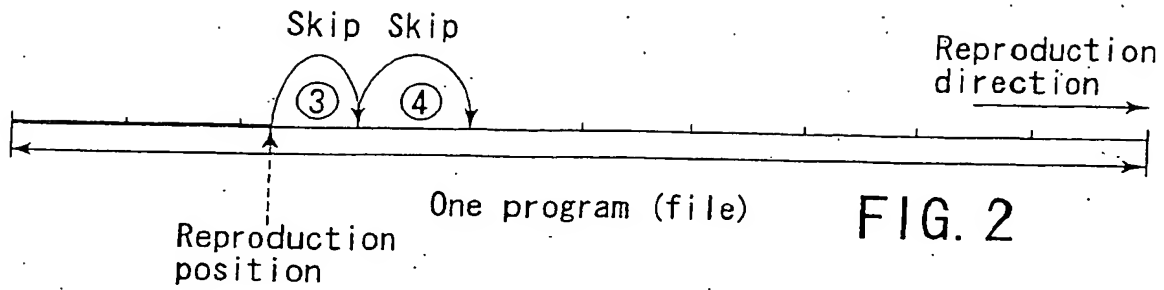 Skip Skip
Reproduction
direction
③ ④
One program (file)
FIG. 2
Reproduction
position